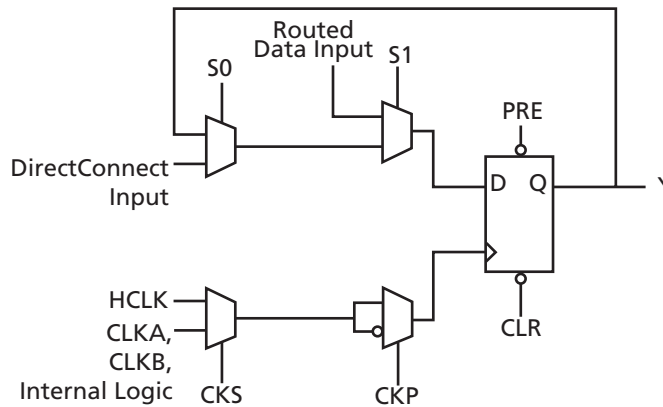 Routed
Data Input
S1
S0
PRE
DirectConnect
Input
D Q
Y
HCLK
CLKA,
CLKB,
Internal Logic
CKS
CKP
CLR